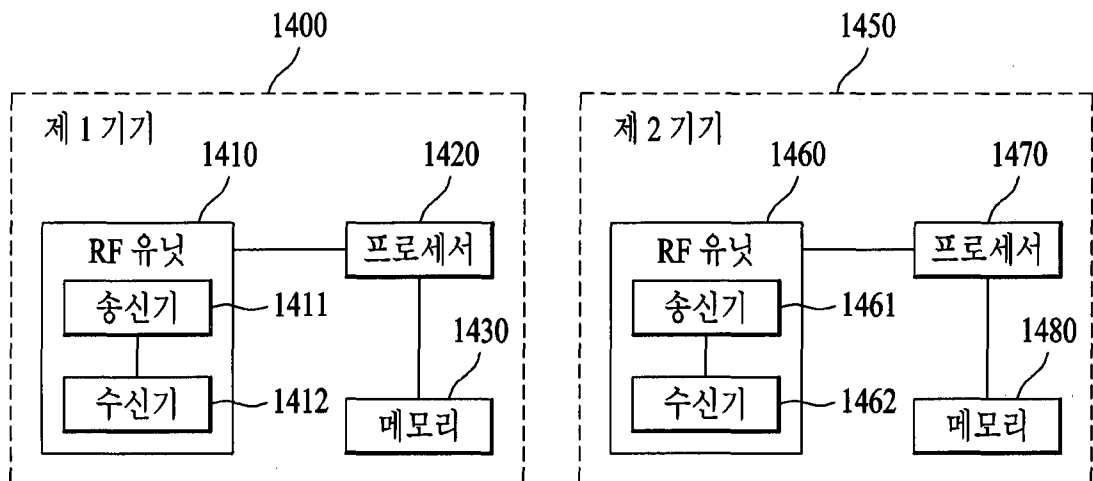 1400
1450
제 1 기기
제 2 기기
1410
1420
1460
1470
RF 유닛
프로세서
RF 유닛
프로세서
송신기
1411
송신기
1461
1430
1480
수신기
1412
메모리
수신기
1462
메모리